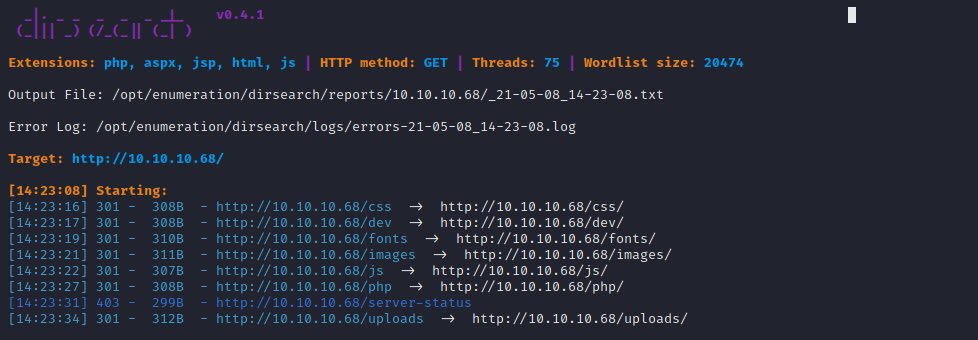 v0.4.1
Extensions: php, aspx, jsp, html, js | HTTP method: GET | Threads: 75 | Wordlist size: 20474
Output File: /opt/enumeration/dirsearch/reports/10.10.10.68/_21-05-08_14-23-08.txt
Error Log: /opt/enumeration/dirsearch/logs/errors-21-05-08_14-23-08.log
Target: http://10.10.10.68/
[14:23:08] Starting:
[14:23:16] 301 -  308B  - http://10.10.10.68/css  ->  http://10.10.10.68/css/
[14:23:17] 301 -  308B  - http://10.10.10.68/dev  ->  http://10.10.10.68/dev/
[14:23:19] 301 -  310B  - http://10.10.10.68/fonts  ->  http://10.10.10.68/fonts/
[14:23:21] 301 -  311B  - http://10.10.10.68/images  ->  http://10.10.10.68/images/
[14:23:22] 301 -  307B  - http://10.10.10.68/js  ->  http://10.10.10.68/js/
[14:23:27] 301 -  308B  - http://10.10.10.68/php  ->  http://10.10.10.68/php/
[14:23:31] 403 -  299B  - http://10.10.10.68/server-status
[14:23:34] 301 -  312B  - http://10.10.10.68/uploads  ->  http://10.10.10.68/uploads/